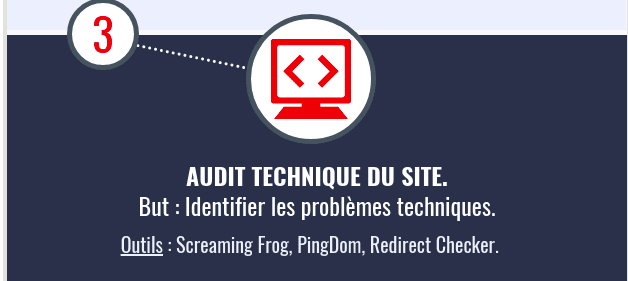 3
AUDIT TECHNIQUE DU SITE.
But : Identifier les problèmes techniques.
Outils : Screaming Frog, PingDom, Redirect Checker.